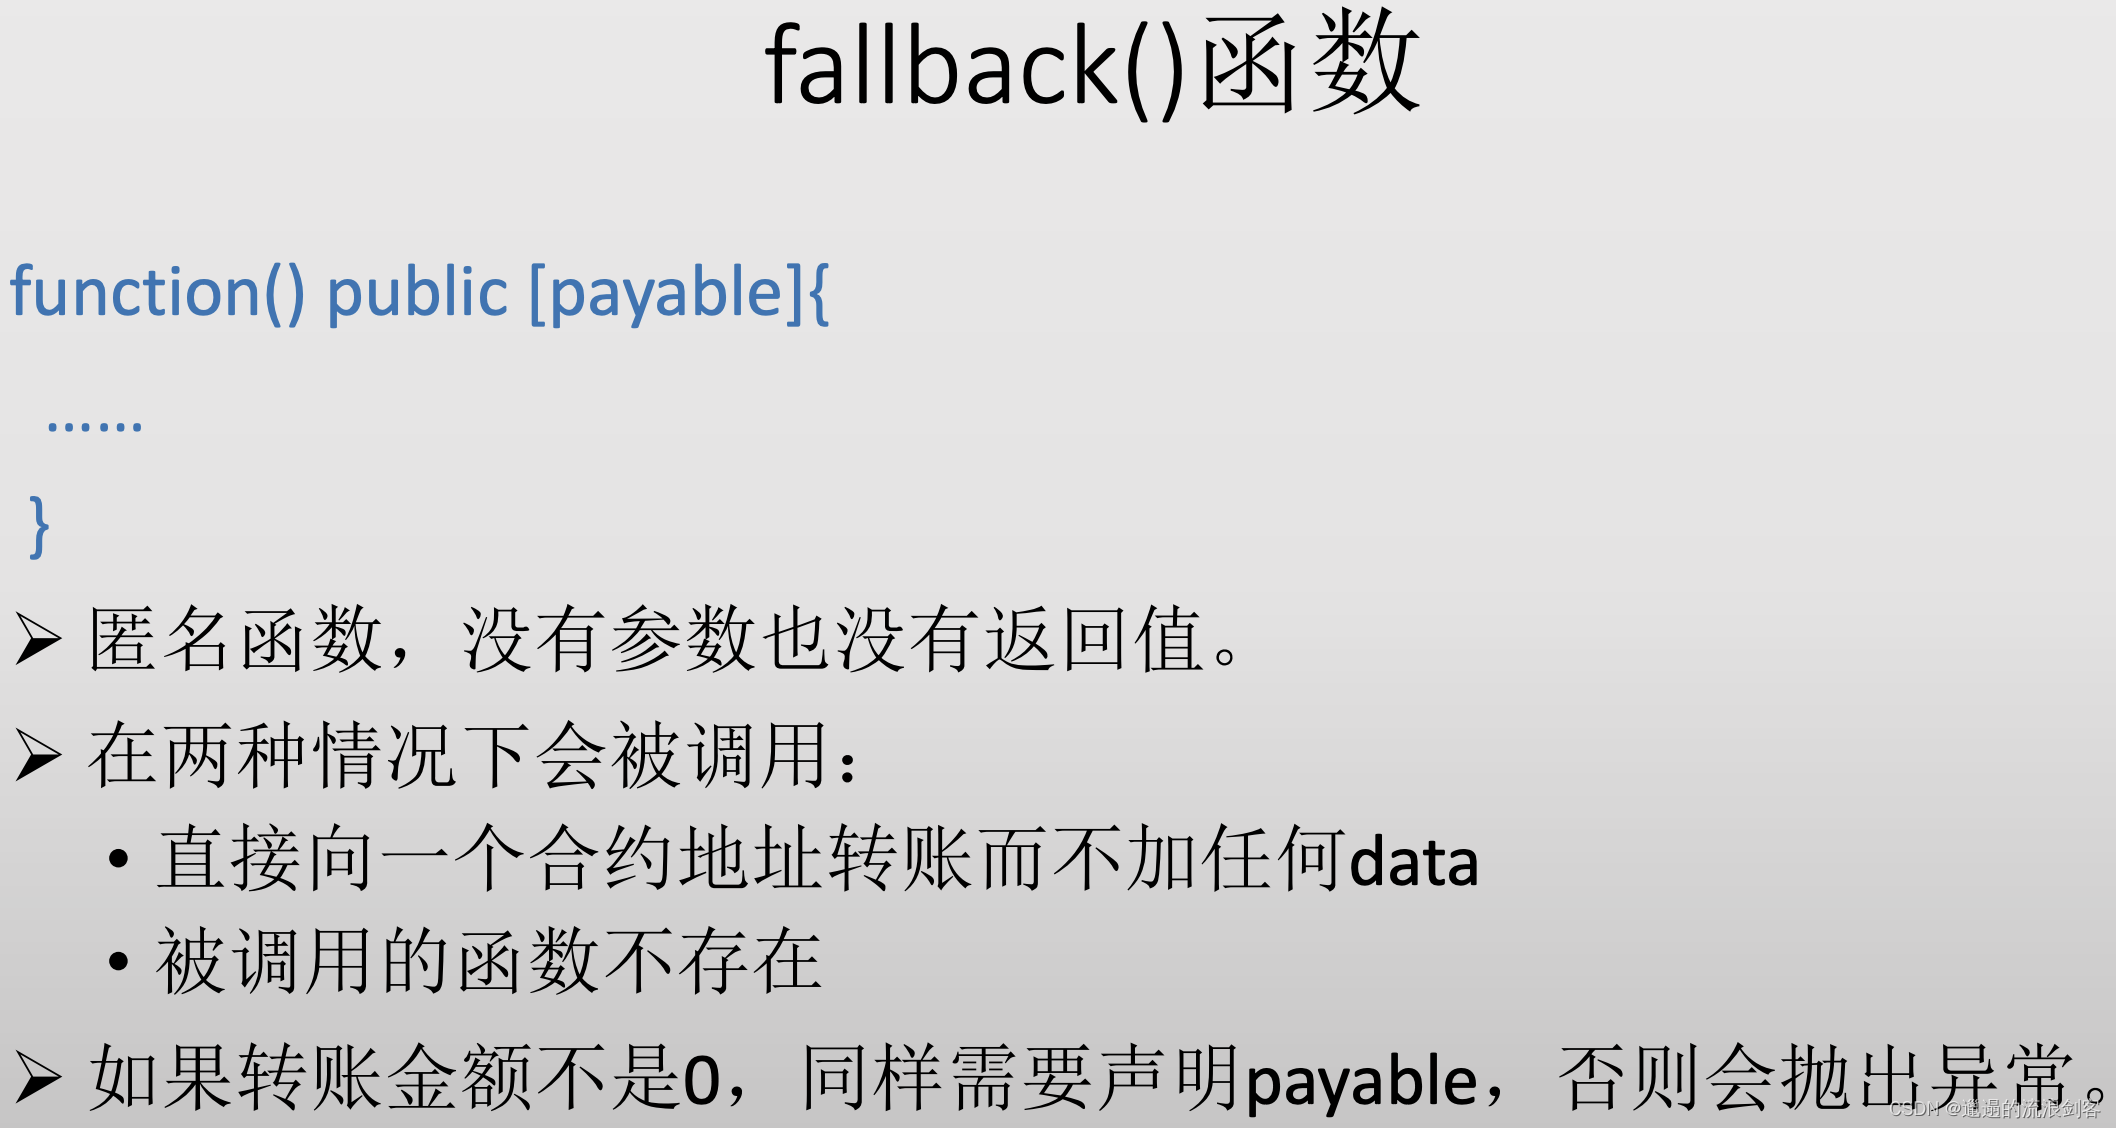 fallback()函数
function() public [payable]{
……
}
➢ 匿名函数，没有参数也没有返回值。
➢ 在两种情况下会被调用：
• 直接向一个合约地址转账而不加任何data
• 被调用的函数不存在
➢ 如果转账金额不是0，同样需要声明payable，否则会抛出异常。
CSDN @邋遢的流浪剑客